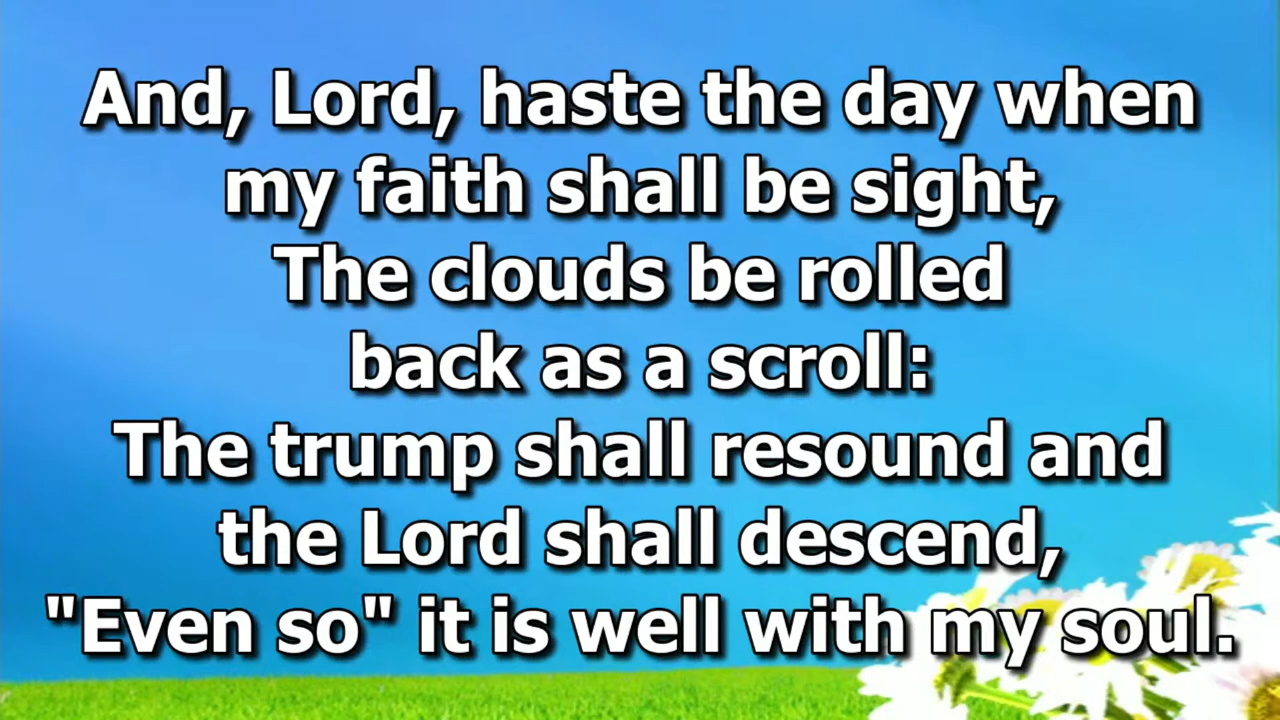 And, Lord, haste the day when
my faith shall be sight,
The clouds be rolled
back as a scroll:
The trump shall resound and
the Lord shall descend,
"Even so" it is well with my soul.